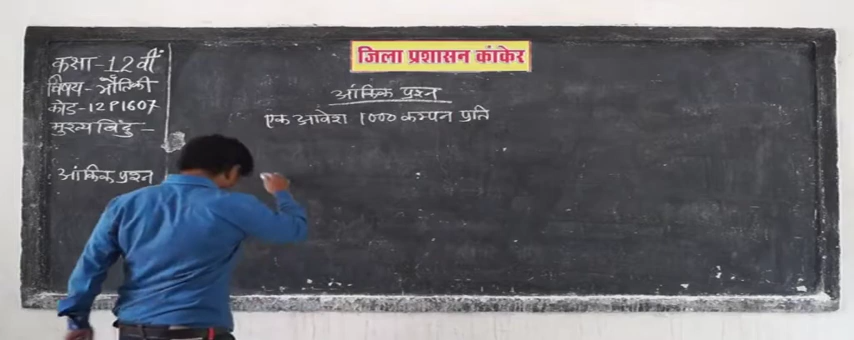 जिला प्रशासन कांकेर
कक्षा-12वीं
विषय-भौतिकी
कोड-12P1607
मुख्य बिंदु-
आंकिक प्रश्न
आंकिक प्रश्न
एक आवेश 1000 कम्पन प्रति